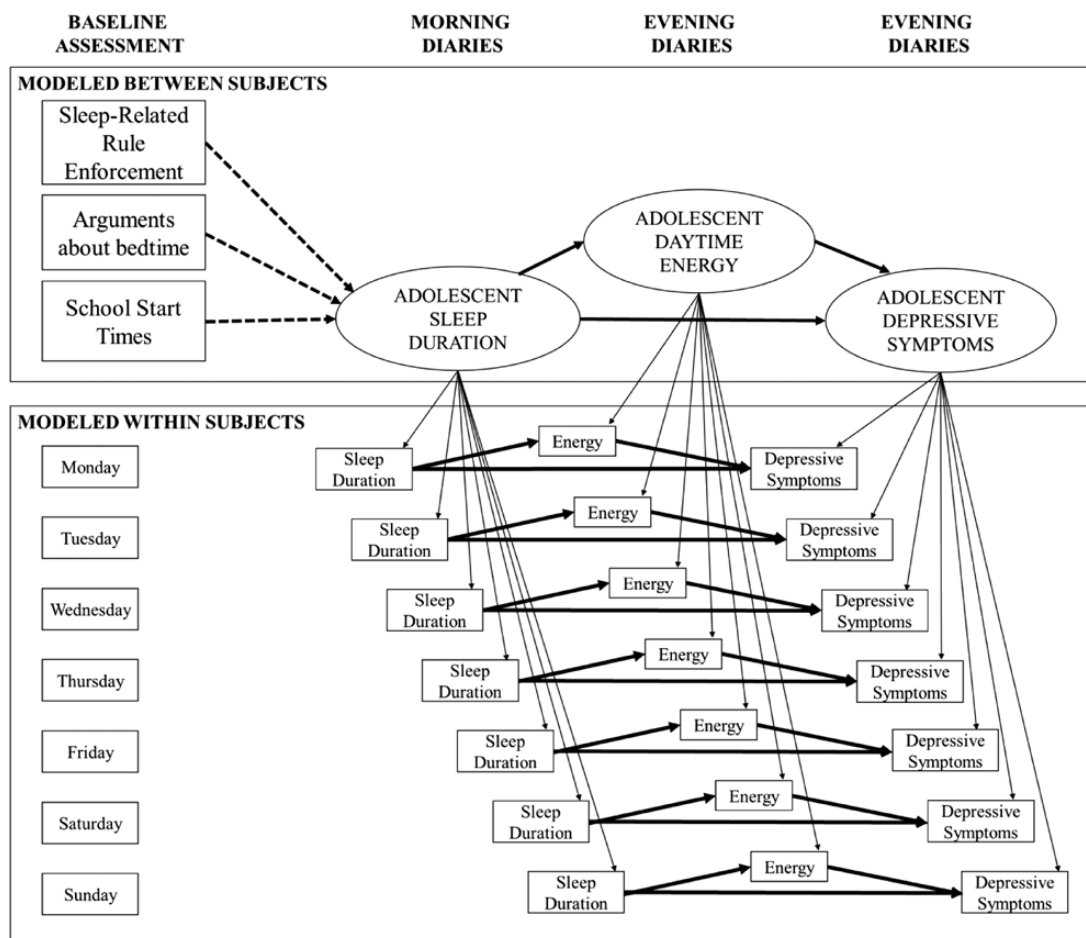 BASELINE
ASSESSMENT
MORNING
DIARIES
EVENING
DIARIES
EVENING
DIARIES
MODELED BETWEEN SUBJECTS
Sleep-Related
Rule
Enforcement
Arguments
about bedtime
School Start
Times
ADOLESCENT
SLEEP
DURATION
ADOLESCENT
DAYTIME
ENERGY
ADOLESCENT
DEPRESSIVE
SYMPTOMS
MODELED WITHIN SUBJECTS
Monday
Sleep
Duration
Energy
Depressive
Symptoms
Tuesday
Sleep
Duration
Energy
Depressive
Symptoms
Wednesday
Sleep
Duration
Energy
Depressive
Symptoms
Thursday
Sleep
Duration
Energy
Depressive
Symptoms
Friday
Sleep
Duration
Energy
Depressive
Symptoms
Saturday
Sleep
Duration
Energy
Depressive
Symptoms
Sunday
Sleep
Duration
Energy
Depressive
Symptoms